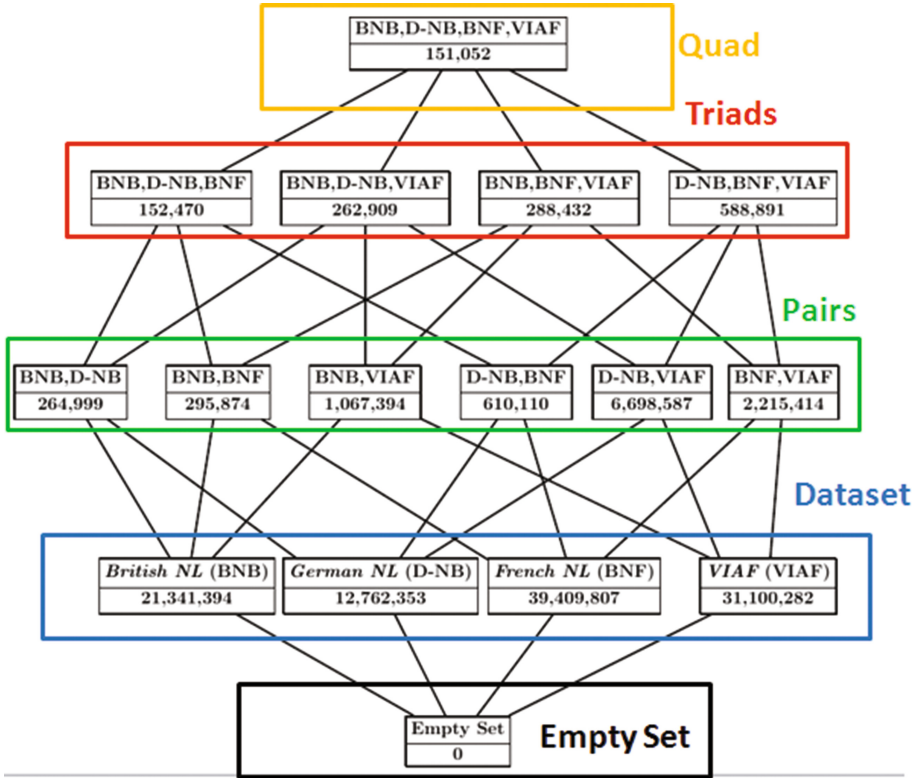 BNB,D-NB,BNF,VIAF
151,052
Quad
Triads
BNB,D-NB,BNF
152,470
BNB,D-NB,VIAF
262,909
BNB,BNF,VIAF
288,432
D-NB,BNF,VIAF
588,891
Pairs
BNB,D-NB
264,999
BNB,BNF
295,874
BNB,VIAF
1,067,394
D-NB,BNF
610,110
D-NB,VIAF
6,698,587
BNF,VIAF
2,215,414
Dataset
British NL (BNB)
21,341,394
German NL (D-NB)
12,762,353
French NL (BNF)
39,409,807
VIAF (VIAF)
31,100,282
Empty Set
0
Empty Set